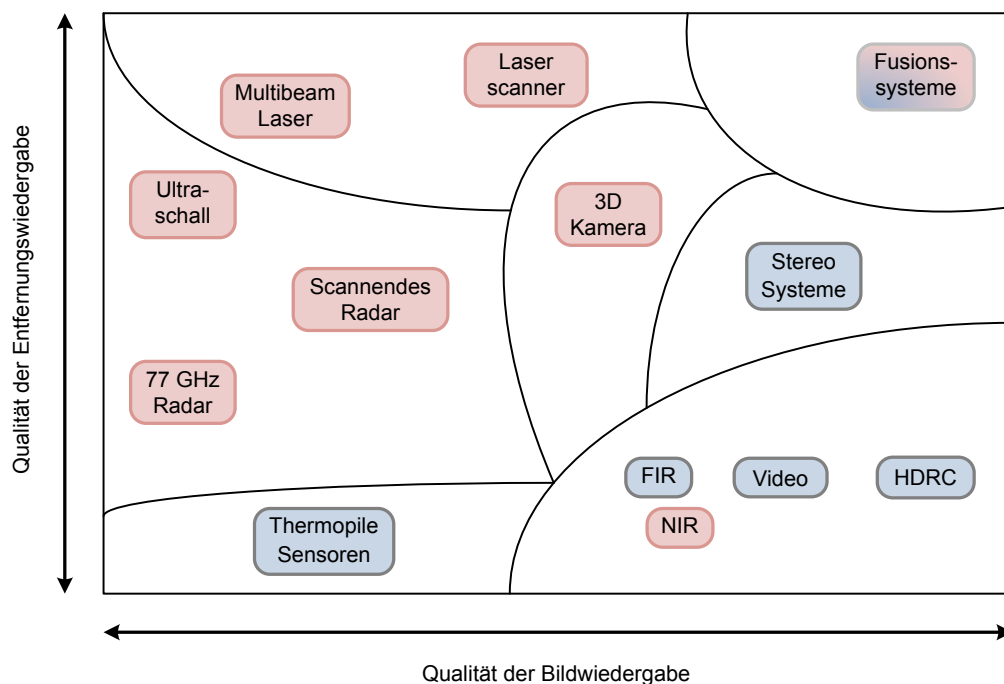 Qualität der Entfernungswiedergabe
Laser
scanner
Fusions-
systeme
Multibeam
Laser
Ultra-
schall
3D
Kamera
Stereo
Systeme
Scannendes
Radar
77 GHz
Radar
FIR
Video
HDRC
NIR
Thermopile
Sensoren
Qualität der Bildwiedergabe